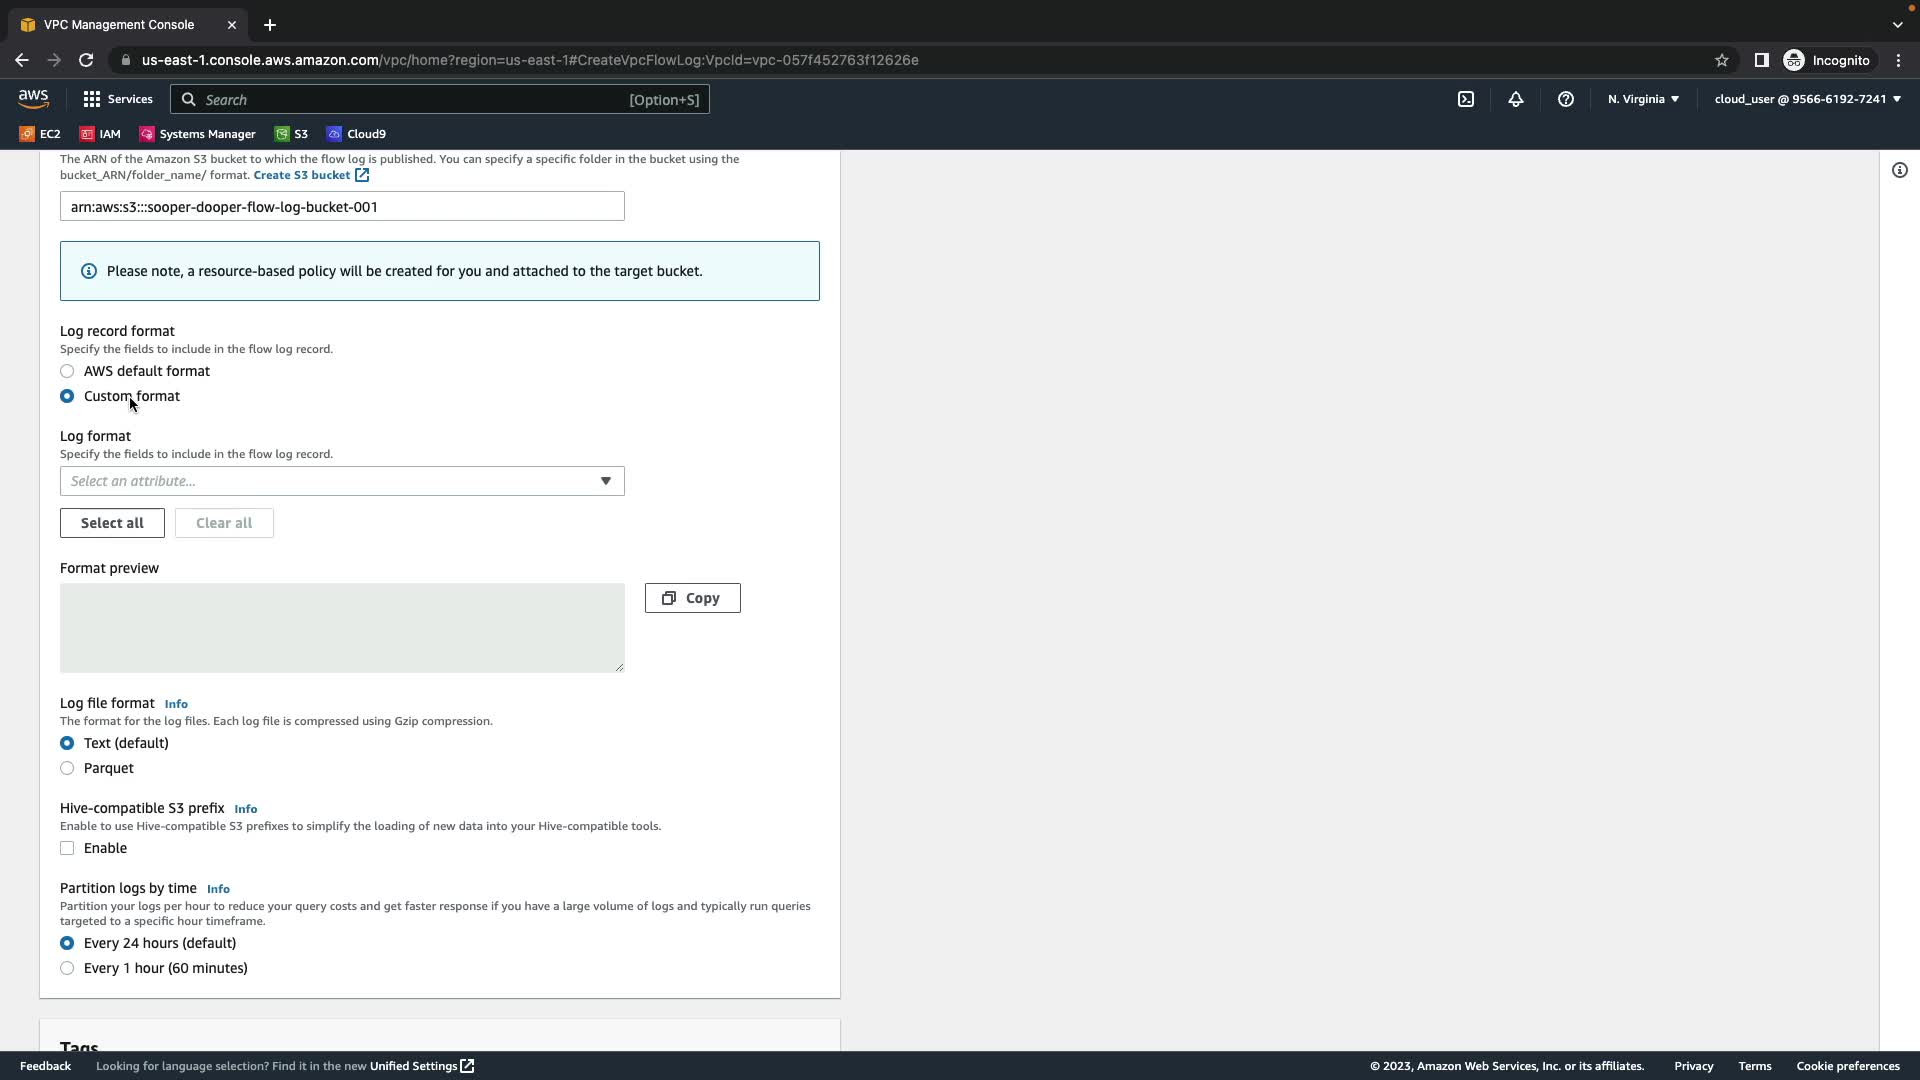 VPC Management Console
us-east-1.console.aws.amazon.com/vpc/home?region=us-east-1#CreateVpcFlowLog:VpcId=vpc-057f452763f12626e
Incognito
aws
Services
Search
[Option+S]
N. Virginia
cloud_user @ 9566-6192-7241
EC2
IAM
Systems Manager
S3
Cloud9
The ARN of the Amazon S3 bucket to which the flow log is published. You can specify a specific folder in the bucket using the
bucket_ARN/folder_name/ format. Create S3 bucket
arn:aws:s3:::sooper-dooper-flow-log-bucket-001
Please note, a resource-based policy will be created for you and attached to the target bucket.
Log record format
Specify the fields to include in the flow log record.
AWS default format
Custom format
Log format
Specify the fields to include in the flow log record.
Select an attribute...
Select all
Clear all
Format preview
Copy
Log file format Info
The format for the log files. Each log file is compressed using Gzip compression.
Text (default)
Parquet
Hive-compatible S3 prefix Info
Enable to use Hive-compatible S3 prefixes to simplify the loading of new data into your Hive-compatible tools.
Enable
Partition logs by time Info
Partition your logs per hour to reduce your query costs and get faster response if you have a large volume of logs and typically run queries
targeted to a specific hour timeframe.
Every 24 hours (default)
Every 1 hour (60 minutes)
Tags
Feedback
Looking for language selection? Find it in the new Unified Settings
© 2023, Amazon Web Services, Inc. or its affiliates.
Privacy
Terms
Cookie preferences